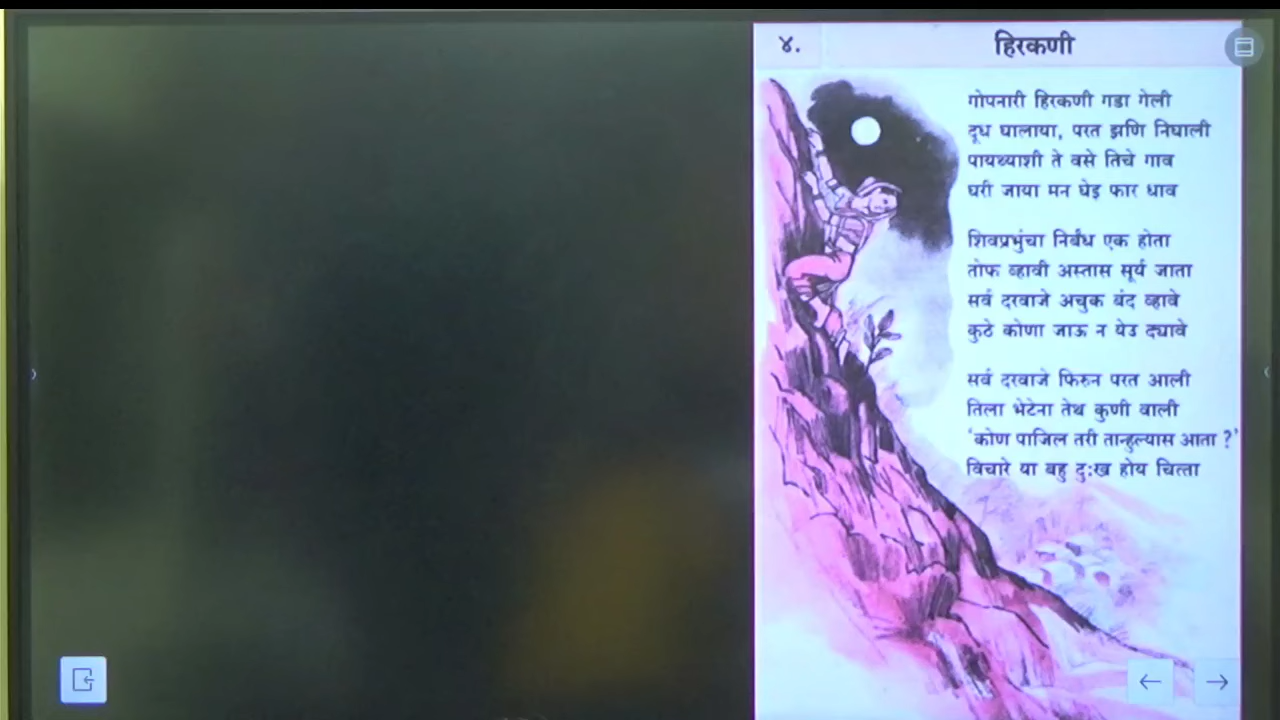 ४.
हिरकणी
गोपनारी हिरकणी गडा गेली
दूध घालाया, परत झणि निघाली
पायथ्याशी ते वसे तिचे गाव
घरी जाया मन घेइ फार धाव
शिवप्रभुंचा निर्बंध एक होता
तोफ व्हावी अस्तास सूर्य जाता
सर्व दरवाजे अचुक बंद व्हावे
कुठे कोणा जाऊ न येउ द्यावे
सर्व दरवाजे फिरुन परत आली
तिला भेटेना तेथ कुणी वाली
'कोण पाजिल तरी तान्हुल्यास आता ?'
विचारे या बहु दु:ख होय चित्ता